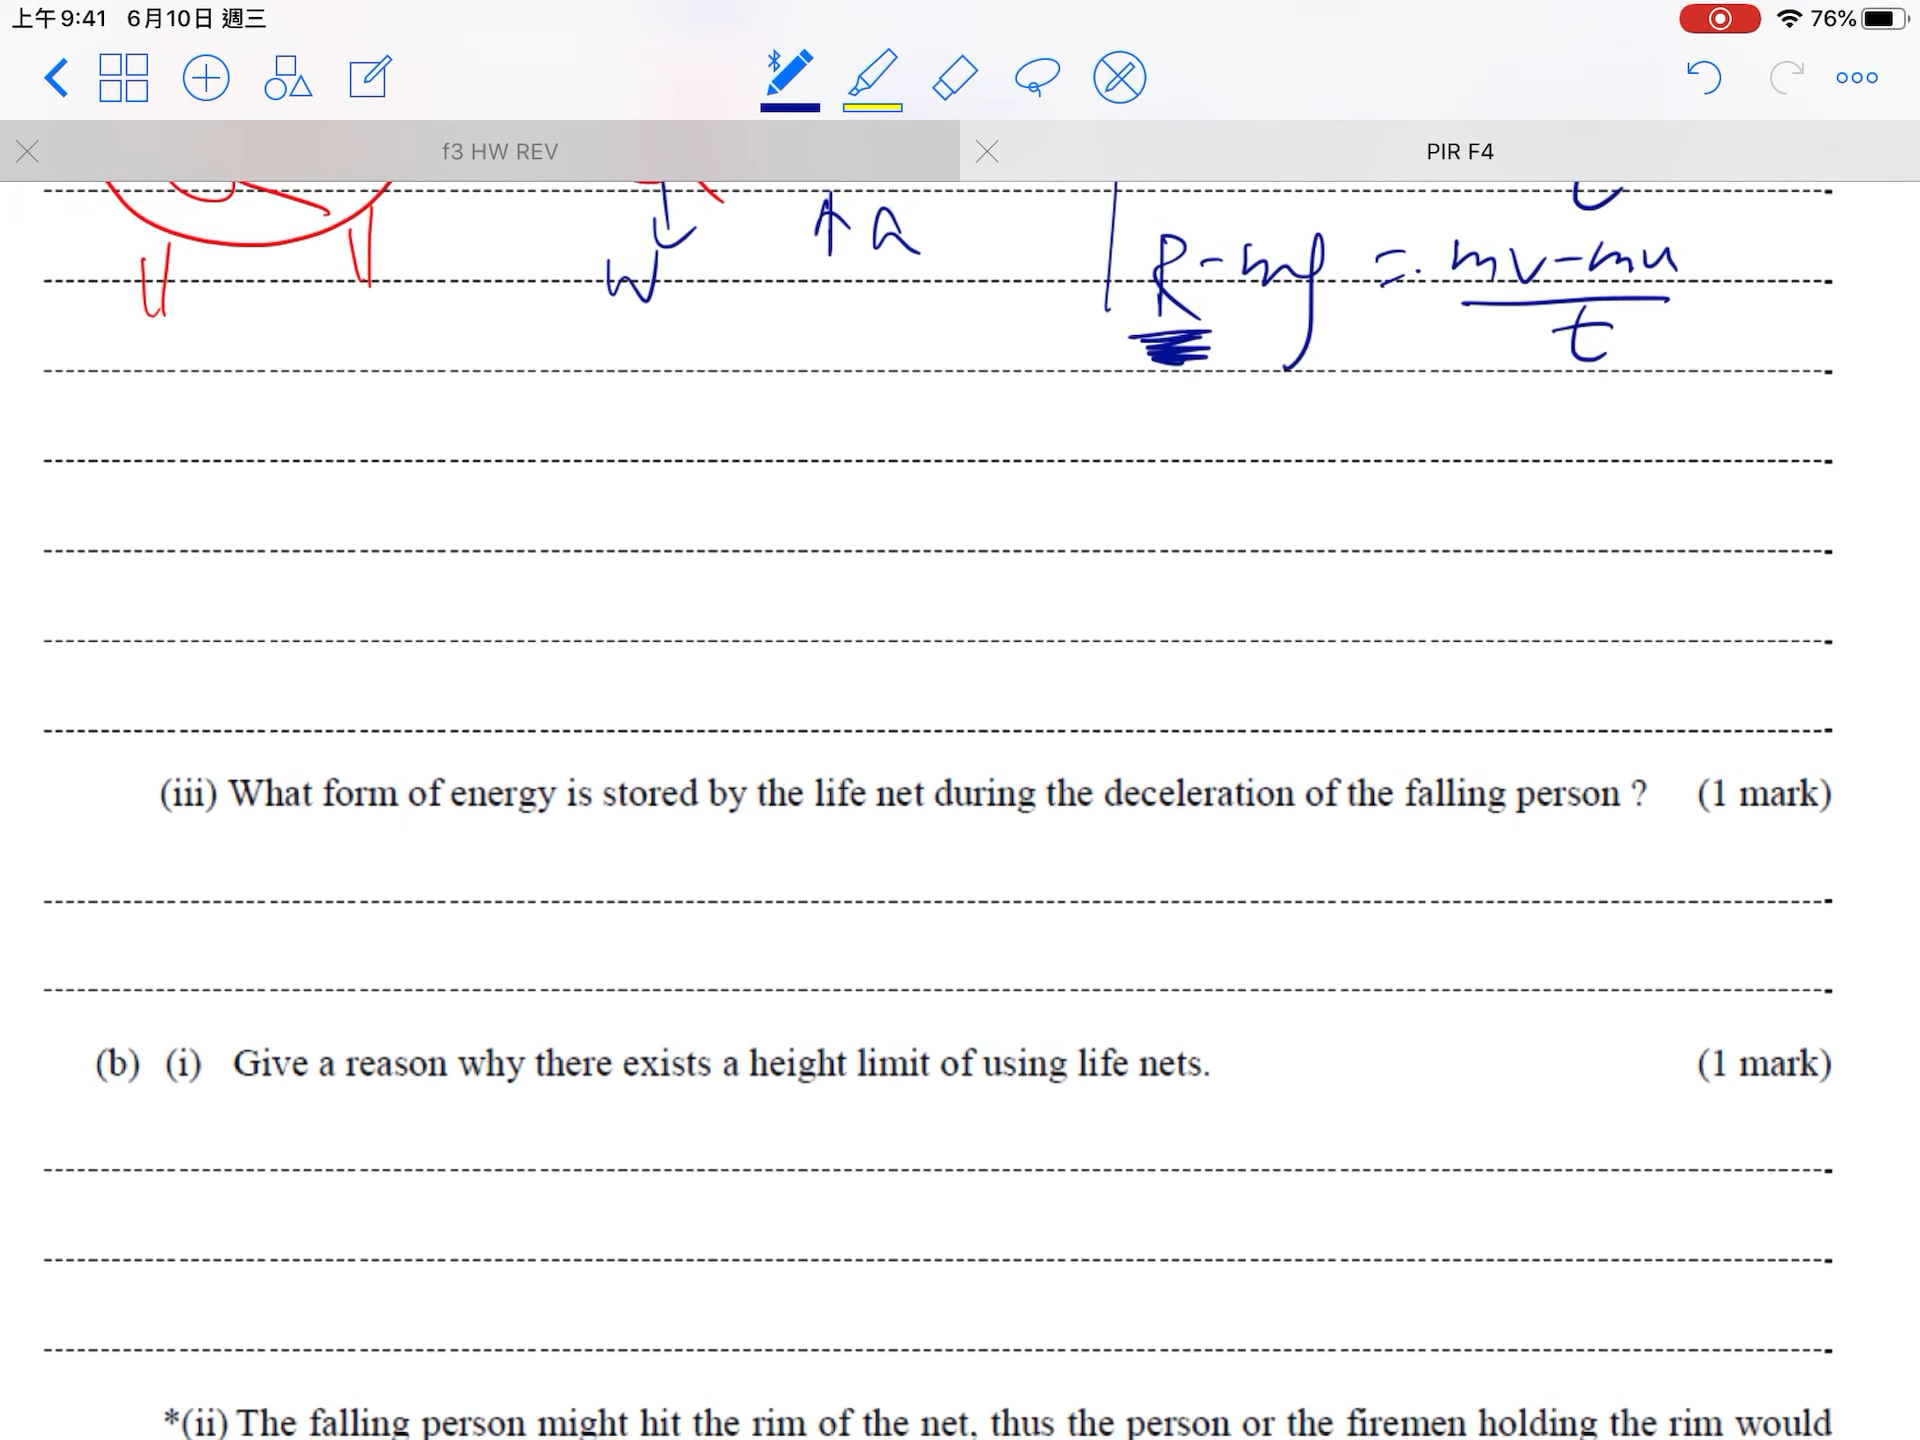 上午9:41 6月10日 週三 76%
f3 HW REV
PIR F4
W
a
R - mg = mv - mu
t
(iii) What form of energy is stored by the life net during the deceleration of the falling person ? (1 mark)
(b) (i) Give a reason why there exists a height limit of using life nets. (1 mark)
*(ii) The falling person might hit the rim of the net, thus the person or the firemen holding the rim would